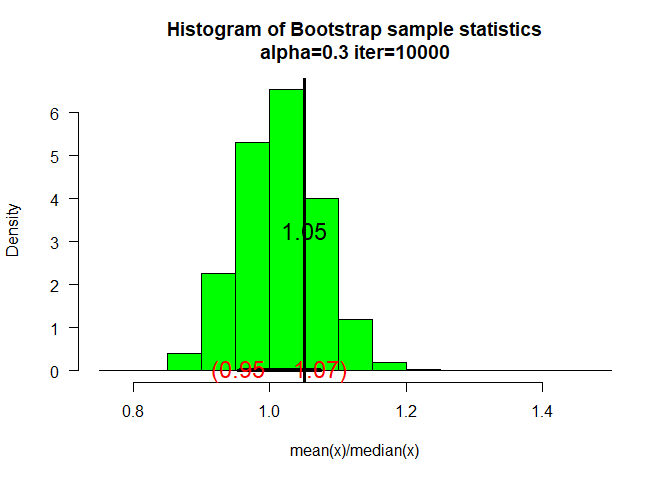 Histogram of Bootstrap sample statistics
alpha=0.3 iter=10000
Density
6
5
4
3
2
1
0
1.05
(0.95 1.07)
0.8 1.0 1.2 1.4
mean(x)/median(x)